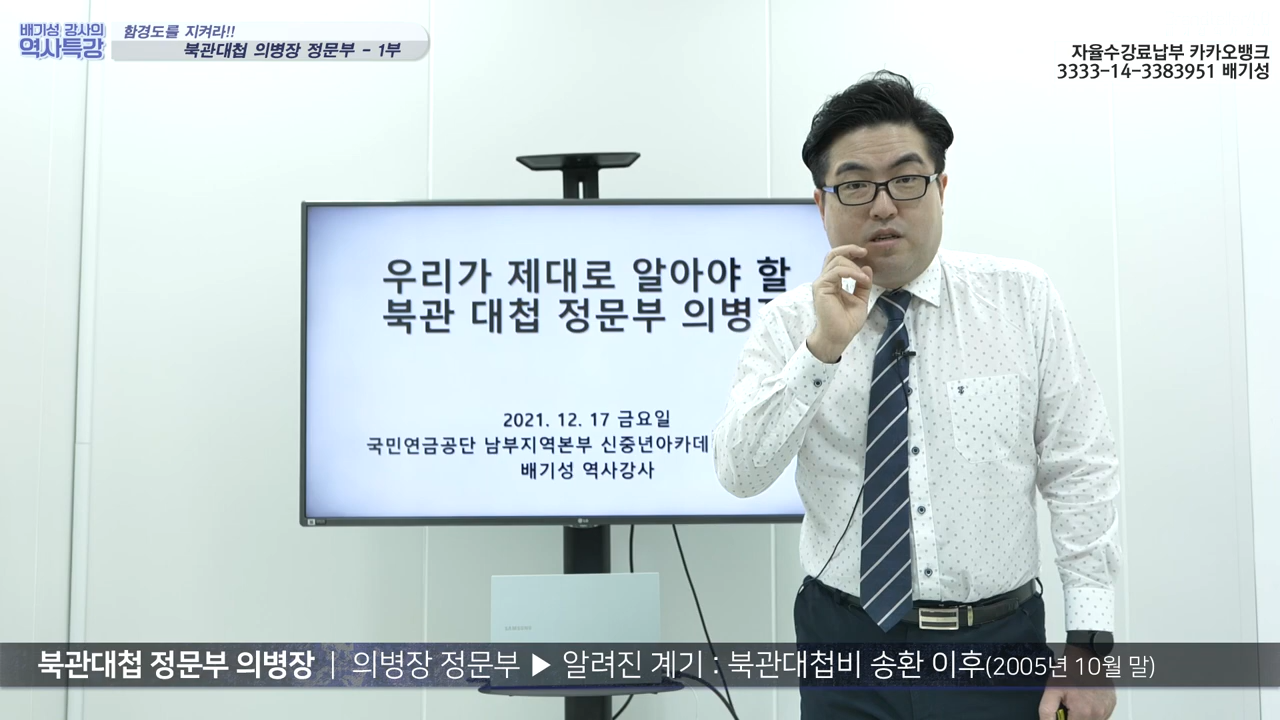 배기성 강사의
역사특강
함경도를 지켜라!!
북관대첩 의병장 정문부 - 1부
자율수강료납부 카카오뱅크
3333-14-3383951 배기성
우리가 제대로 알아야 할
북관 대첩 정문부 의병
2021. 12. 17 금요일
국민연금공단 남부지역본부 신중년아카데
배기성 역사강사
LG
SAMSUNG
북관대첩 정문부 의병장 | 의병장 정문부 ▶ 알려진 계기 : 북관대첩비 송환 이후(2005년 10월 말)